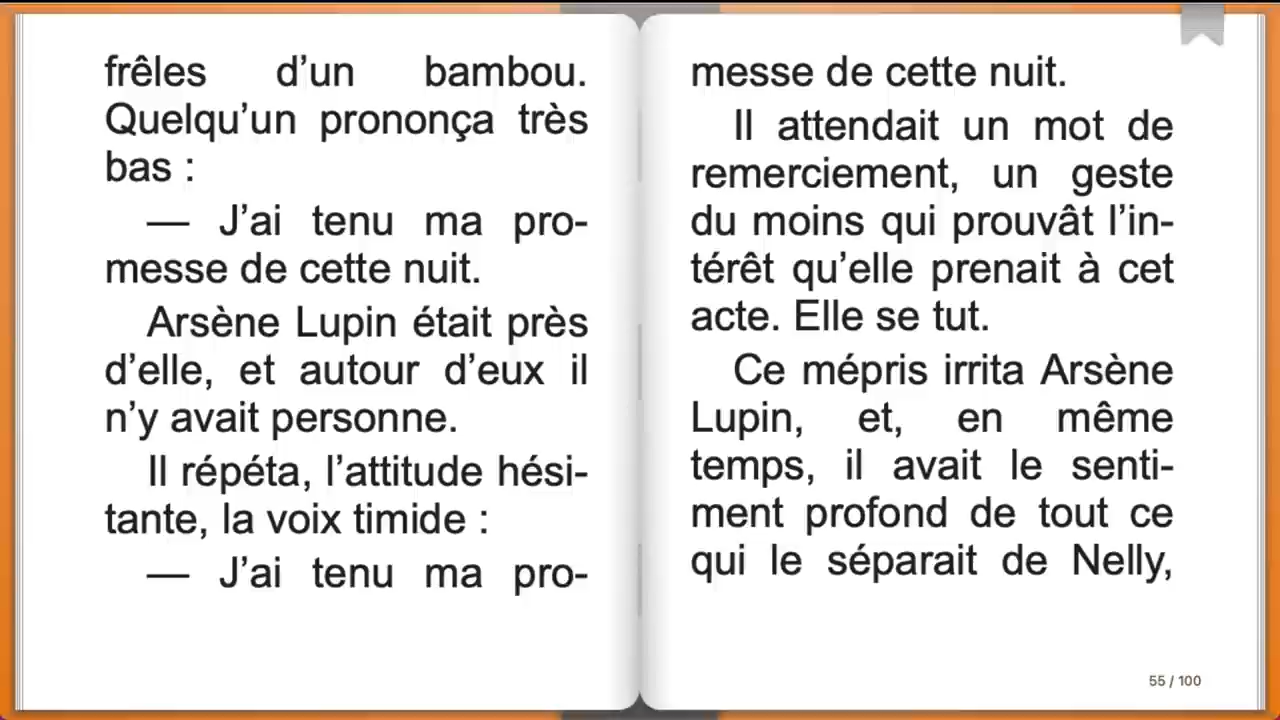 frêles d’un bambou.
Quelqu’un prononça très
bas :
— J’ai tenu ma pro-
messe de cette nuit.
Arsène Lupin était près
d’elle, et autour d’eux il
n’y avait personne.
Il répéta, l’attitude hési-
tante, la voix timide :
— J’ai tenu ma pro-
messe de cette nuit.
Il attendait un mot de
remerciement, un geste
du moins qui prouvât l’in-
térêt qu’elle prenait à cet
acte. Elle se tut.
Ce mépris irrita Arsène
Lupin, et, en même
temps, il avait le senti-
ment profond de tout ce
qui le séparait de Nelly,
55 / 100